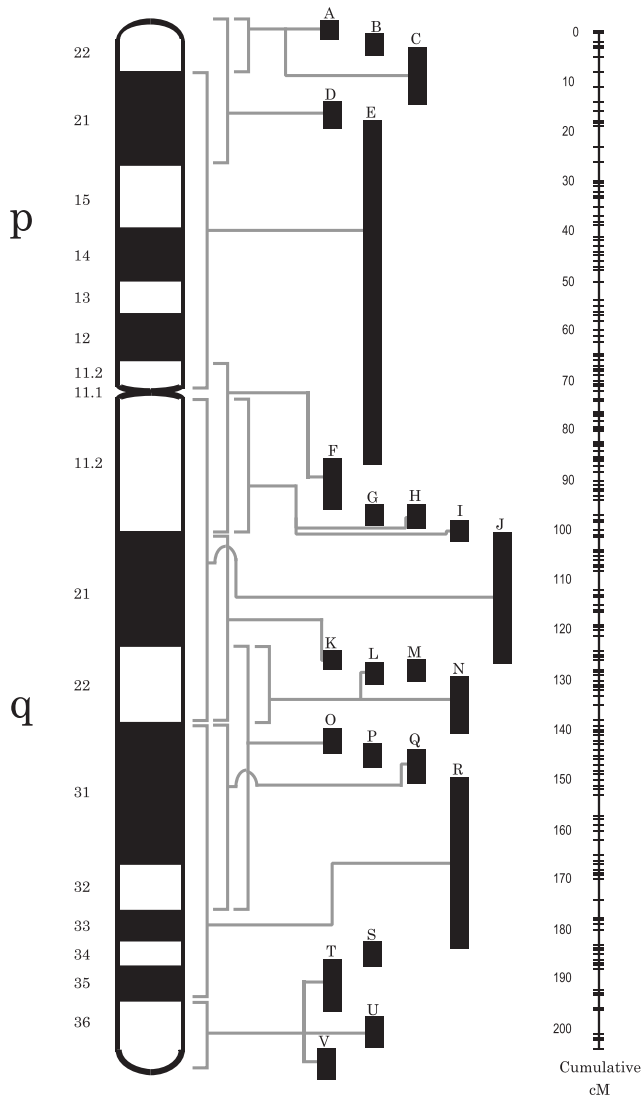 A
B
C
22
D
E
21
15
p
14
13
12
11.2
11.1
F
11.2
G
H
I
J
21
K
L
M
N
22
q
O
P
Q
R
31
32
33
S
34
T
35
U
36
V
0
10
20
30
40
50
60
70
80
90
100
110
120
130
140
150
160
170
180
190
200
Cumulative
cM